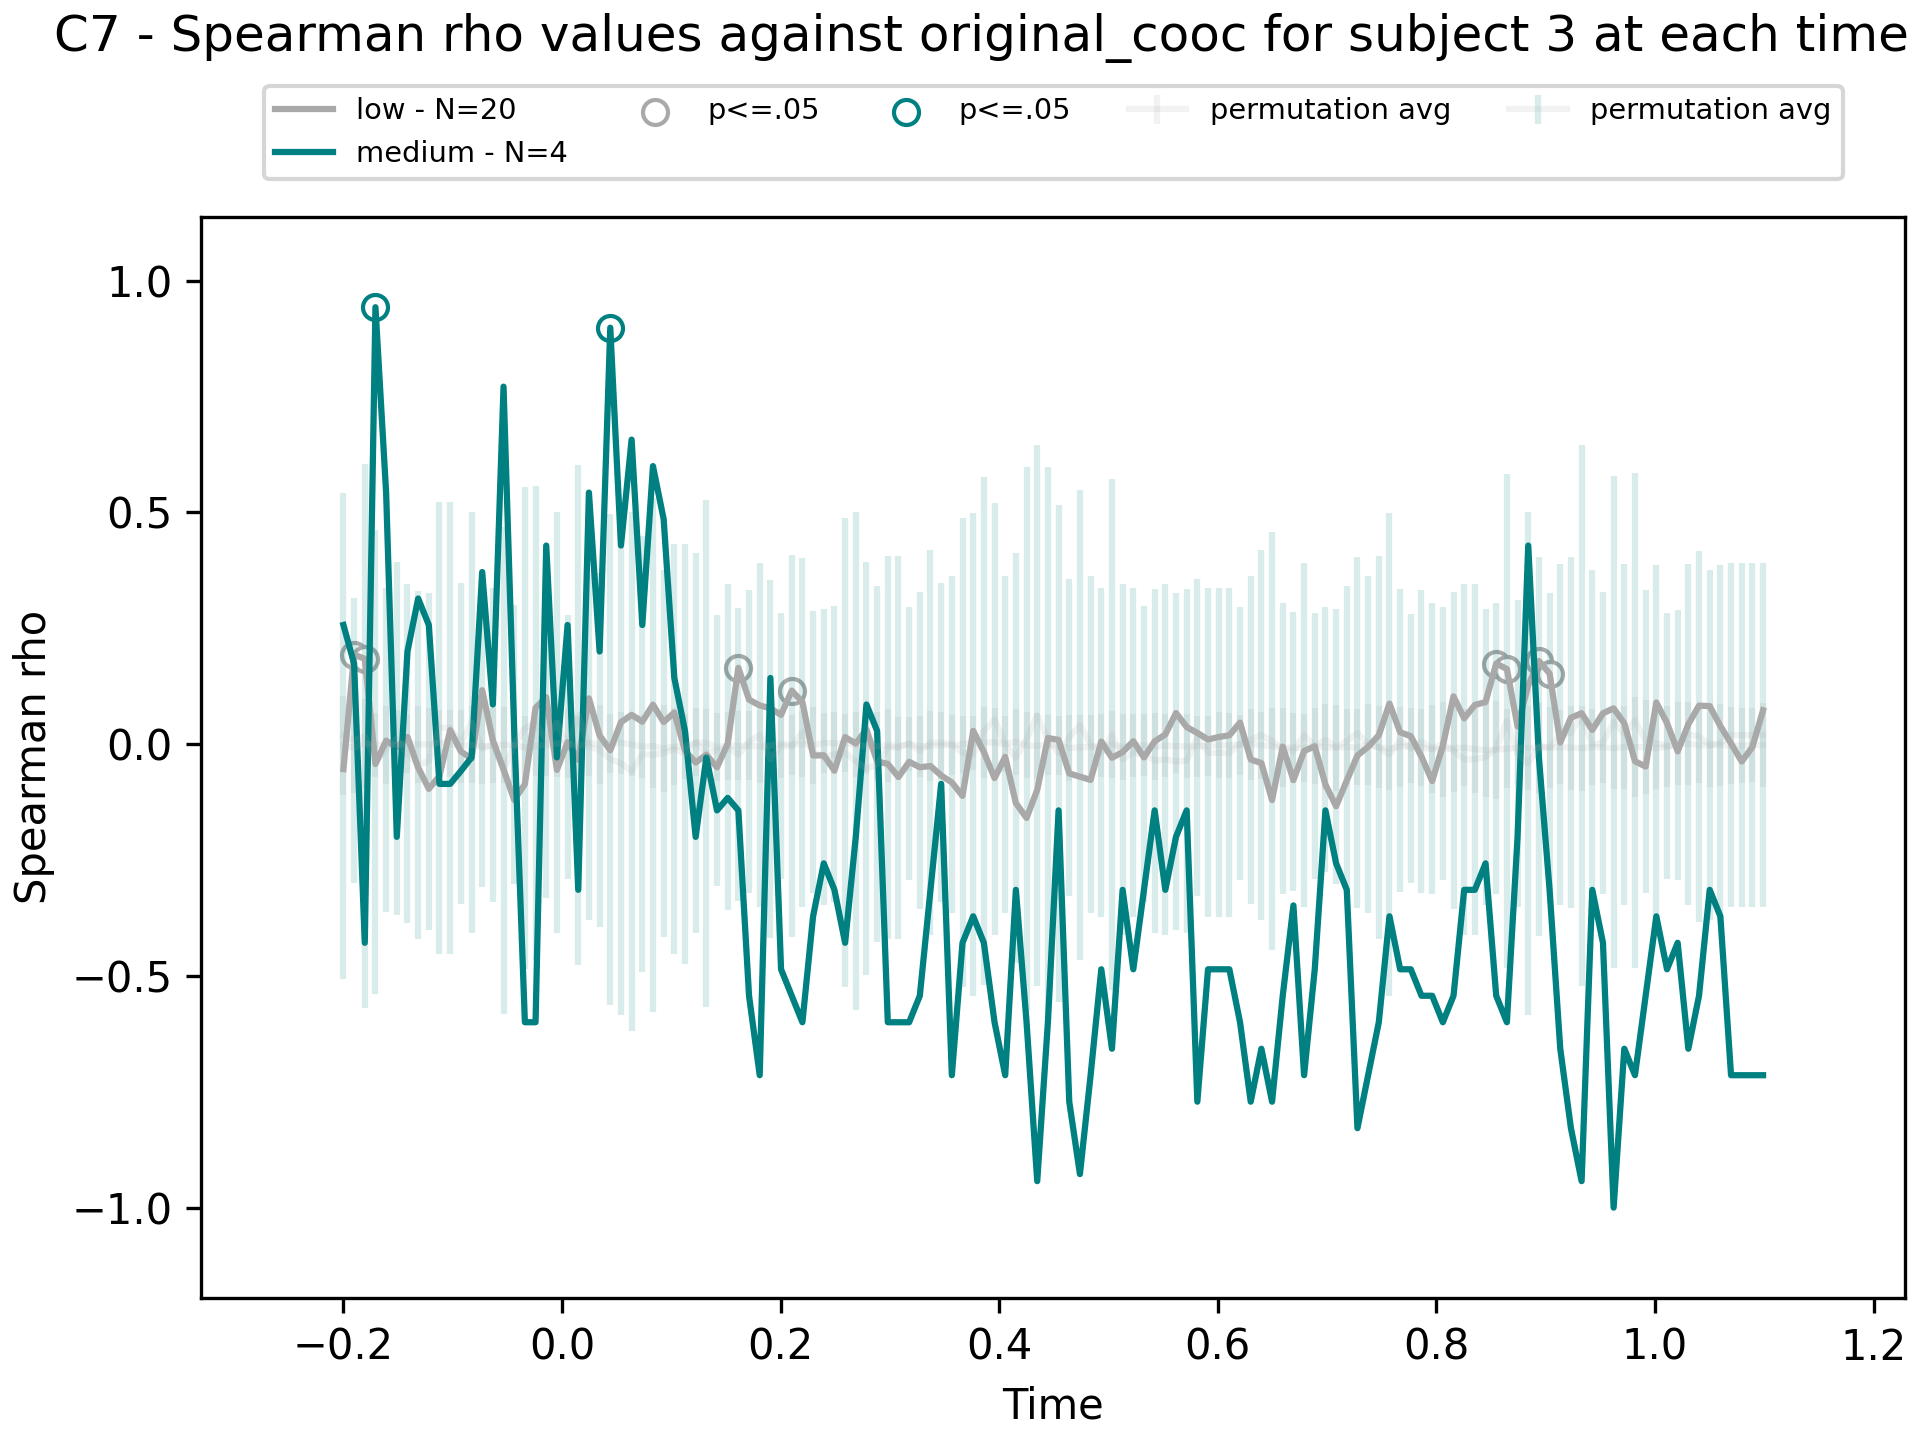 C7 - Spearman rho values against original_cooc for subject 3 at each time
low - N=20
medium - N=4
p<=.05
p<=.05
permutation avg
permutation avg
Spearman rho
1.0
0.5
0.0
−0.5
−1.0
−0.2
0.0
0.2
0.4
0.6
0.8
1.0
1.2
Time